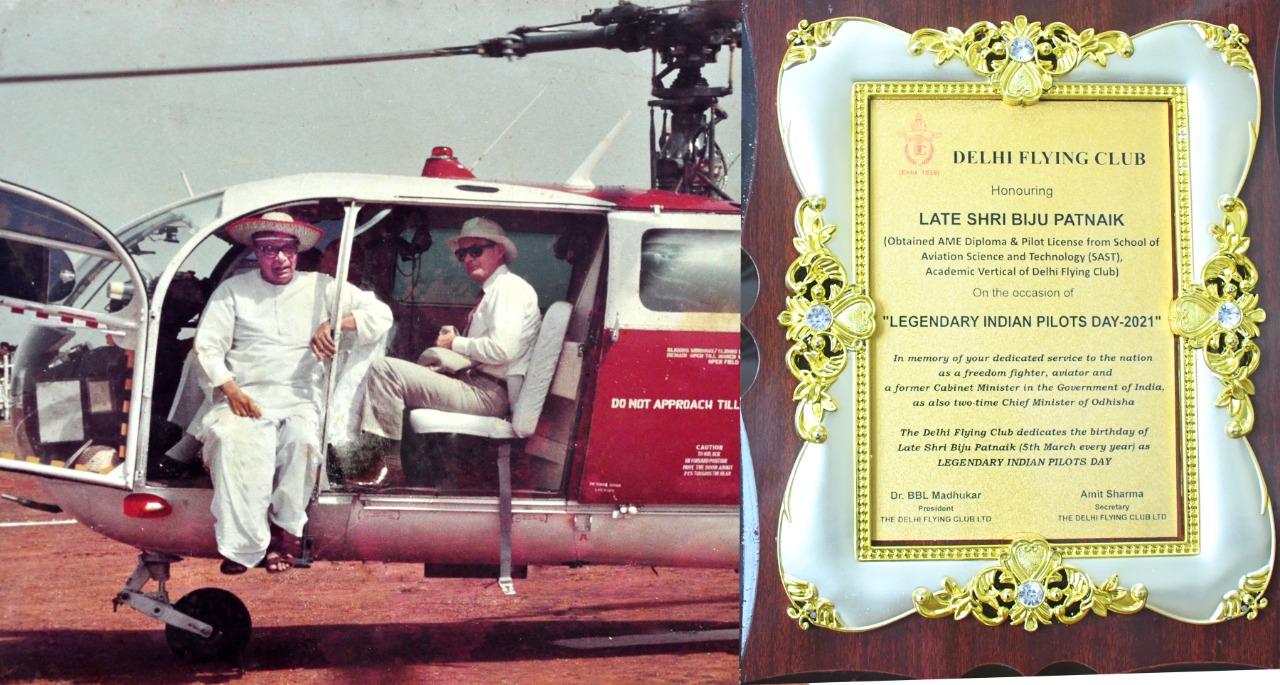 DO NOT APPROACH TILL
CAUTION
DELHI FLYING CLUB
(Estd. 1928)
Honouring
LATE SHRI BIJU PATNAIK
(Obtained AME Diploma & Pilot License from School of
Aviation Science and Technology (SAST),
Academic Vertical of Delhi Flying Club)
On the occasion of
"LEGENDARY INDIAN PILOTS DAY-2021"
In memory of your dedicated service to the nation
as a freedom fighter, aviator and
a former Cabinet Minister in the Government of India,
as also two-time Chief Minister of Odhisha
The Delhi Flying Club dedicates the birthday of
Late Shri Biju Patnaik (5th March every year) as
LEGENDARY INDIAN PILOTS DAY
Dr. BBL Madhukar
President
THE DELHI FLYING CLUB LTD
Amit Sharma
Secretary
THE DELHI FLYING CLUB LTD